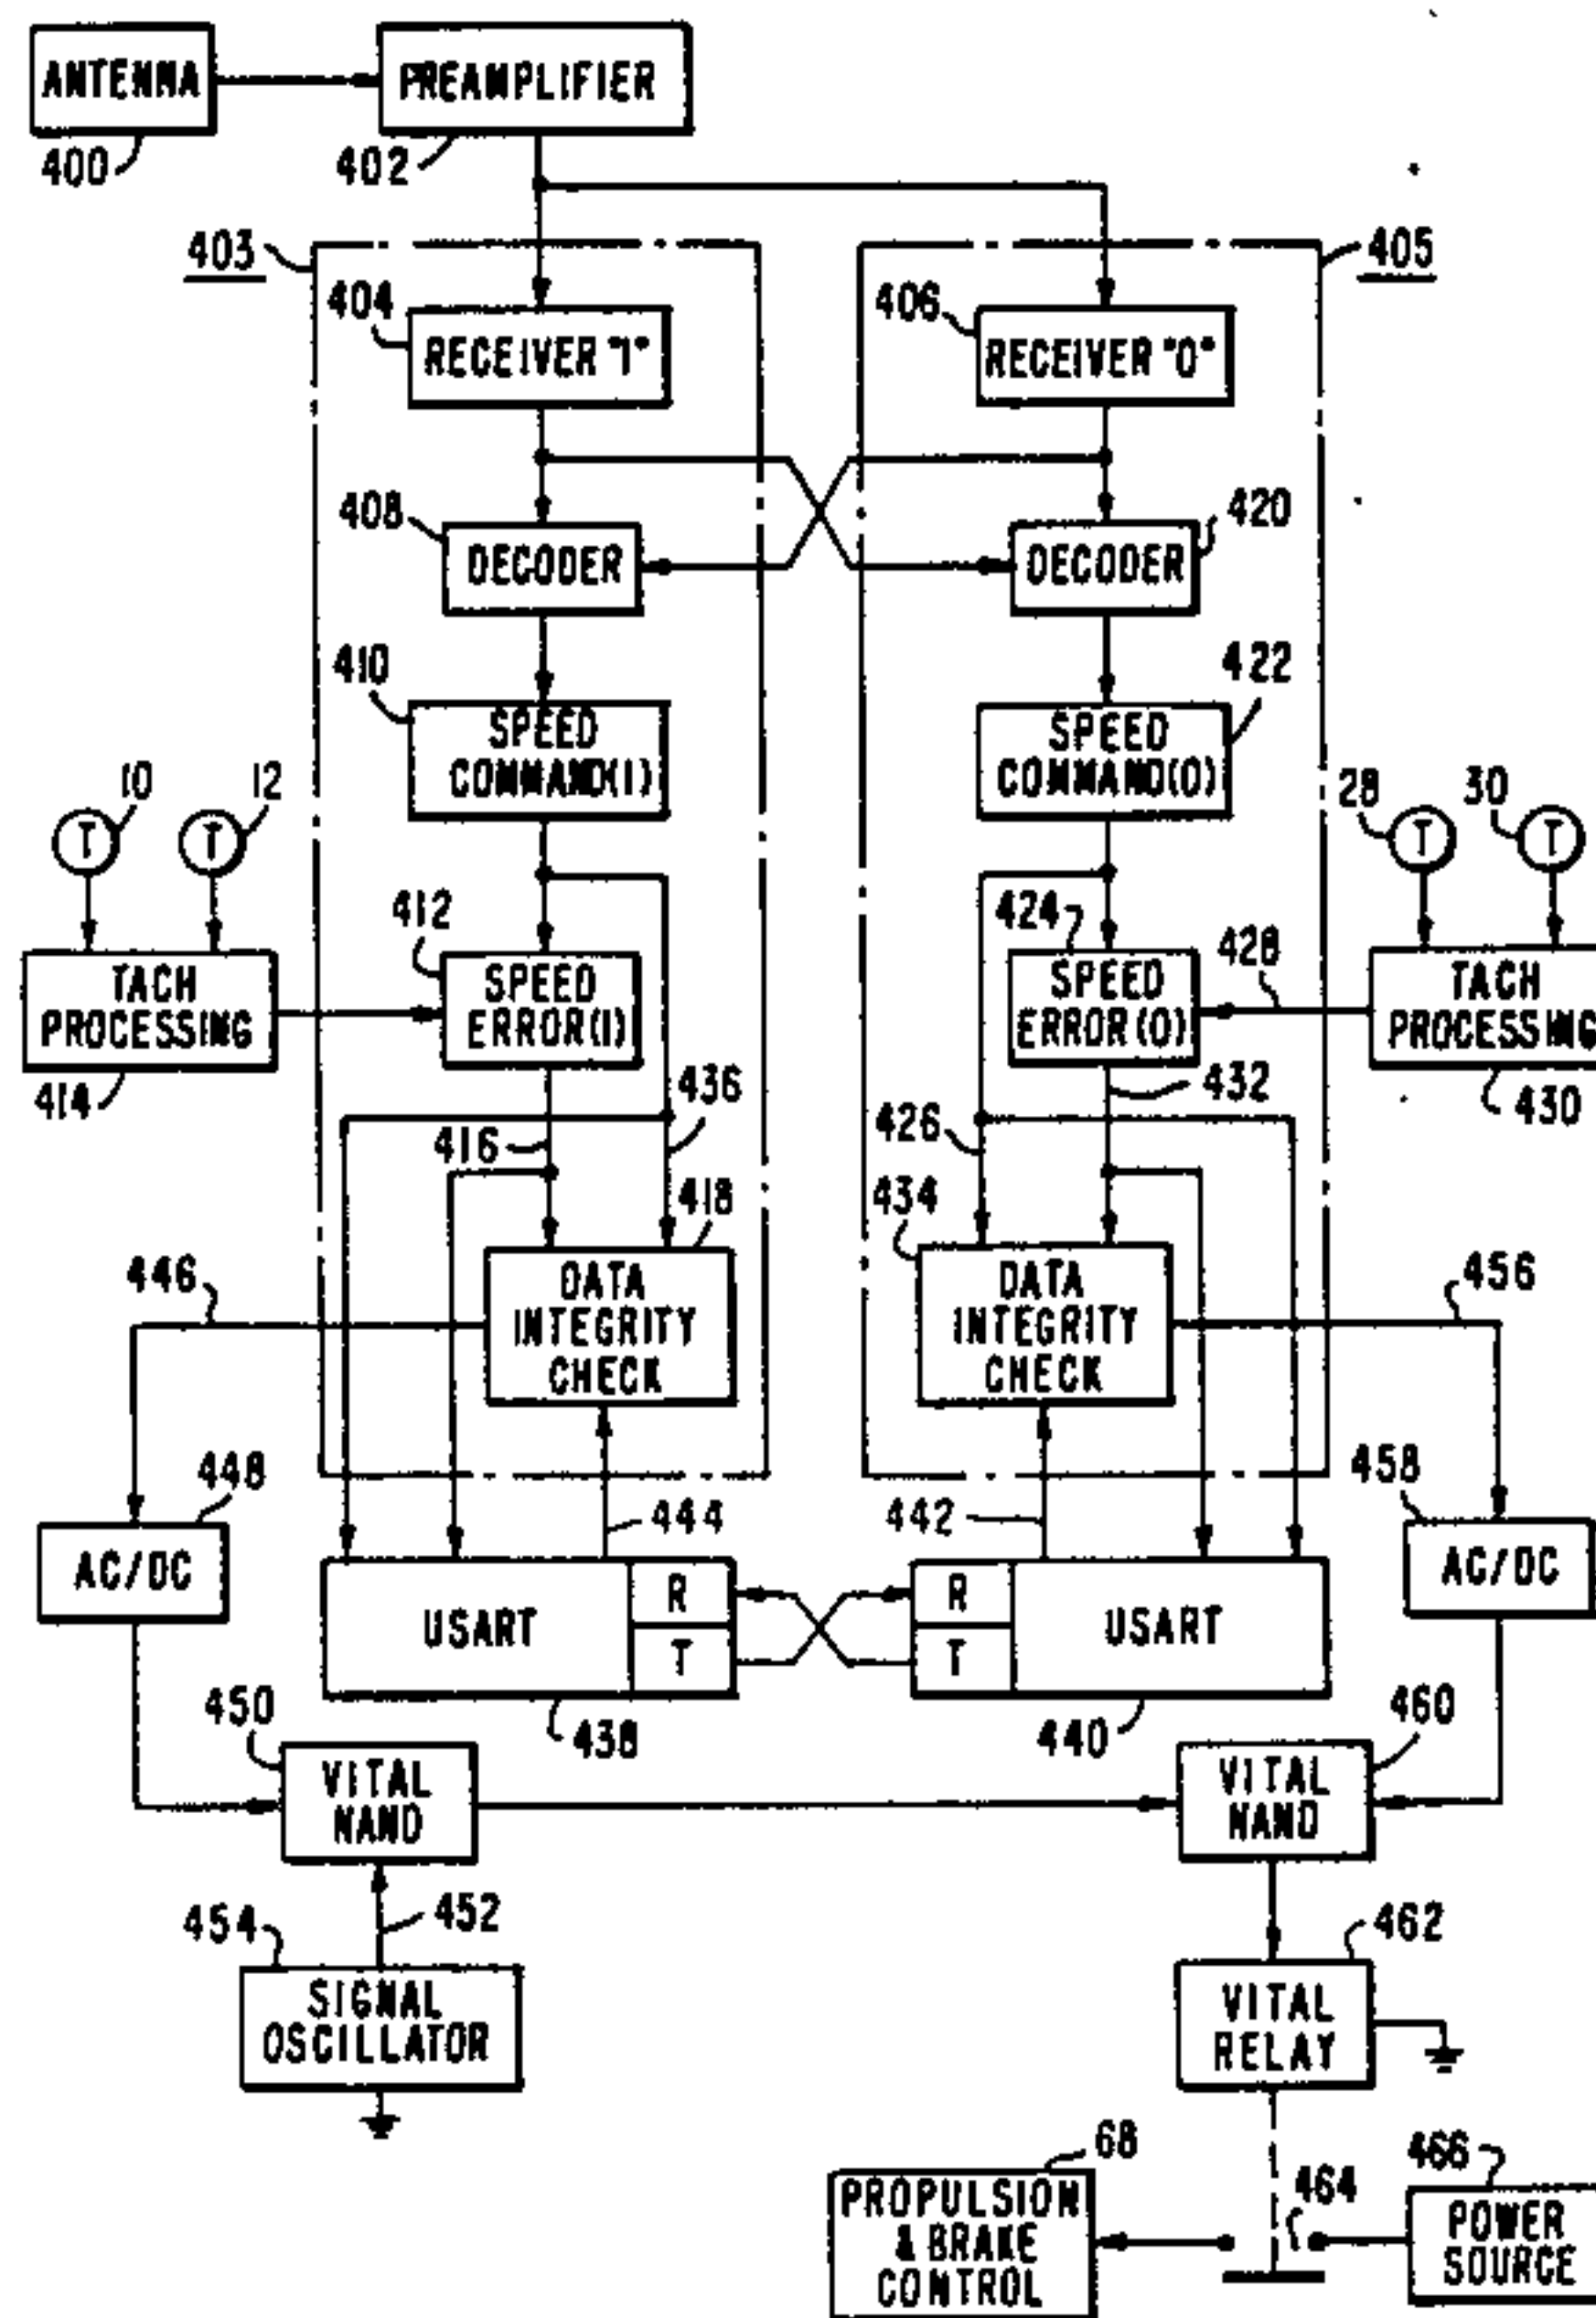 ANTENNA
PREAMPLIFIER
400
402
403
405
404
406
RECEIVER "1"
RECEIVER "0"
408
420
DECODER
DECODER
410
422
SPEED
COMMAND(1)
SPEED
COMMAND(0)
10
12
28
30
T
T
T
T
412
424
428
TACH
PROCESSING
SPEED
ERROR(1)
SPEED
ERROR(0)
TACH
PROCESSING
414
436
432
430
416
426
418
434
446
456
DATA
INTEGRITY
CHECK
DATA
INTEGRITY
CHECK
448
444
442
458
AC/DC
AC/DC
USART
R
T
R
T
USART
450
438
440
460
VITAL
NAND
VITAL
NAND
454
452
462
SIGNAL
OSCILLATOR
VITAL
RELAY
68
464
466
PROPULSION
& BRAKE
CONTROL
POWER
SOURCE